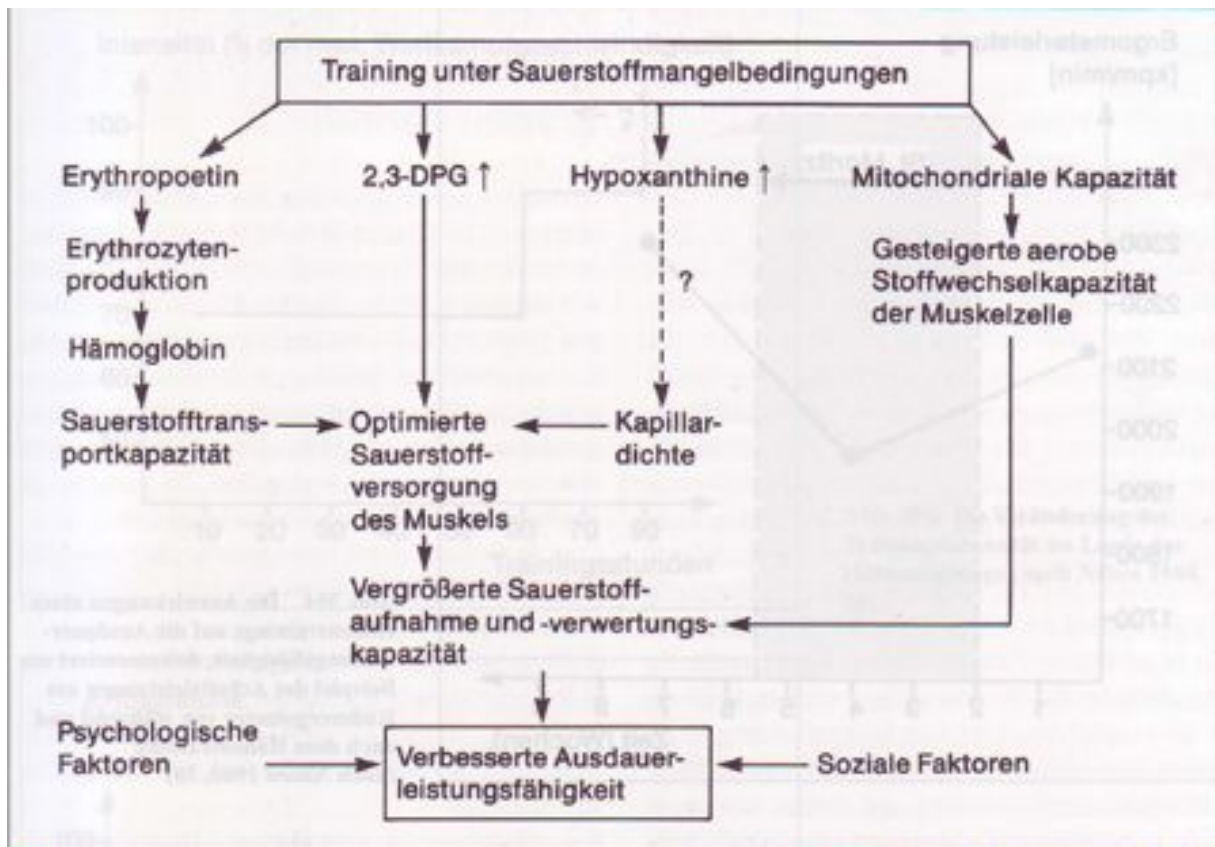 Training unter Sauerstoffmangelbedingungen
Erythropoetin
2,3-DPG ↑
Hypoxanthine ↑
Mitochondriale Kapazität
Erythrozyten-
produktion
Gesteigerte aerobe
Stoffwechselkapazität
der Muskelzelle
?
Hämoglobin
Sauerstofftrans-
portkapazität
Optimierte
Sauerstoff-
versorgung
des Muskels
Kapillar-
dichte
Vergrößerte Sauerstoff-
aufnahme und -verwertungs-
kapazität
Psychologische
Faktoren
Verbesserte Ausdauer-
leistungsfähigkeit
Soziale Faktoren